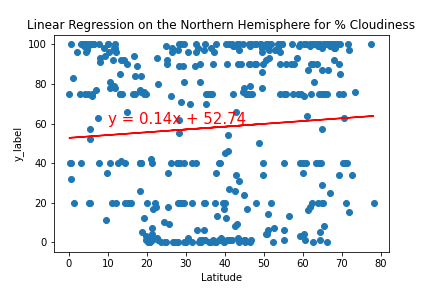 Linear Regression on the Northern Hemisphere for % Cloudiness
100
80
60
40
20
0
y_label
y = 0.14x + 52.74
0 10 20 30 40 50 60 70 80
Latitude